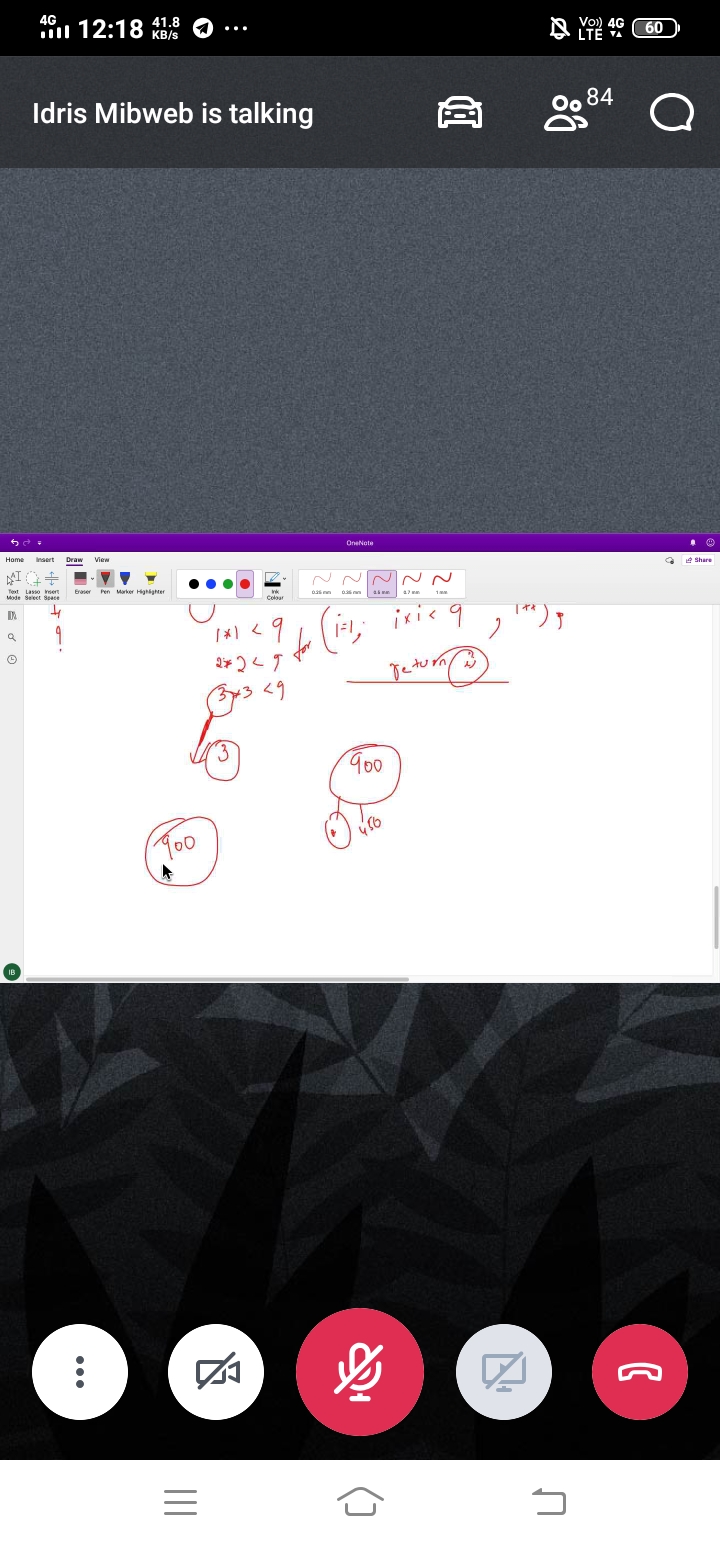 4G 12:18 41.8 KB/s ... Vo) LTE 4G 60
Idris Mibweb is talking 84
OneNote
Home Insert Draw View Share
Text Mode Lasso Select Insert Space Eraser Pen Marker Highlighter Ink Colour 0.25 mm 0.35 mm 0.5 mm 0.7 mm 1 mm
1*1 < 9 for (i=1; i*i < 9 , i++) ;
2*2 < 9 return
3*3 < 9
3
900
450
900
IB